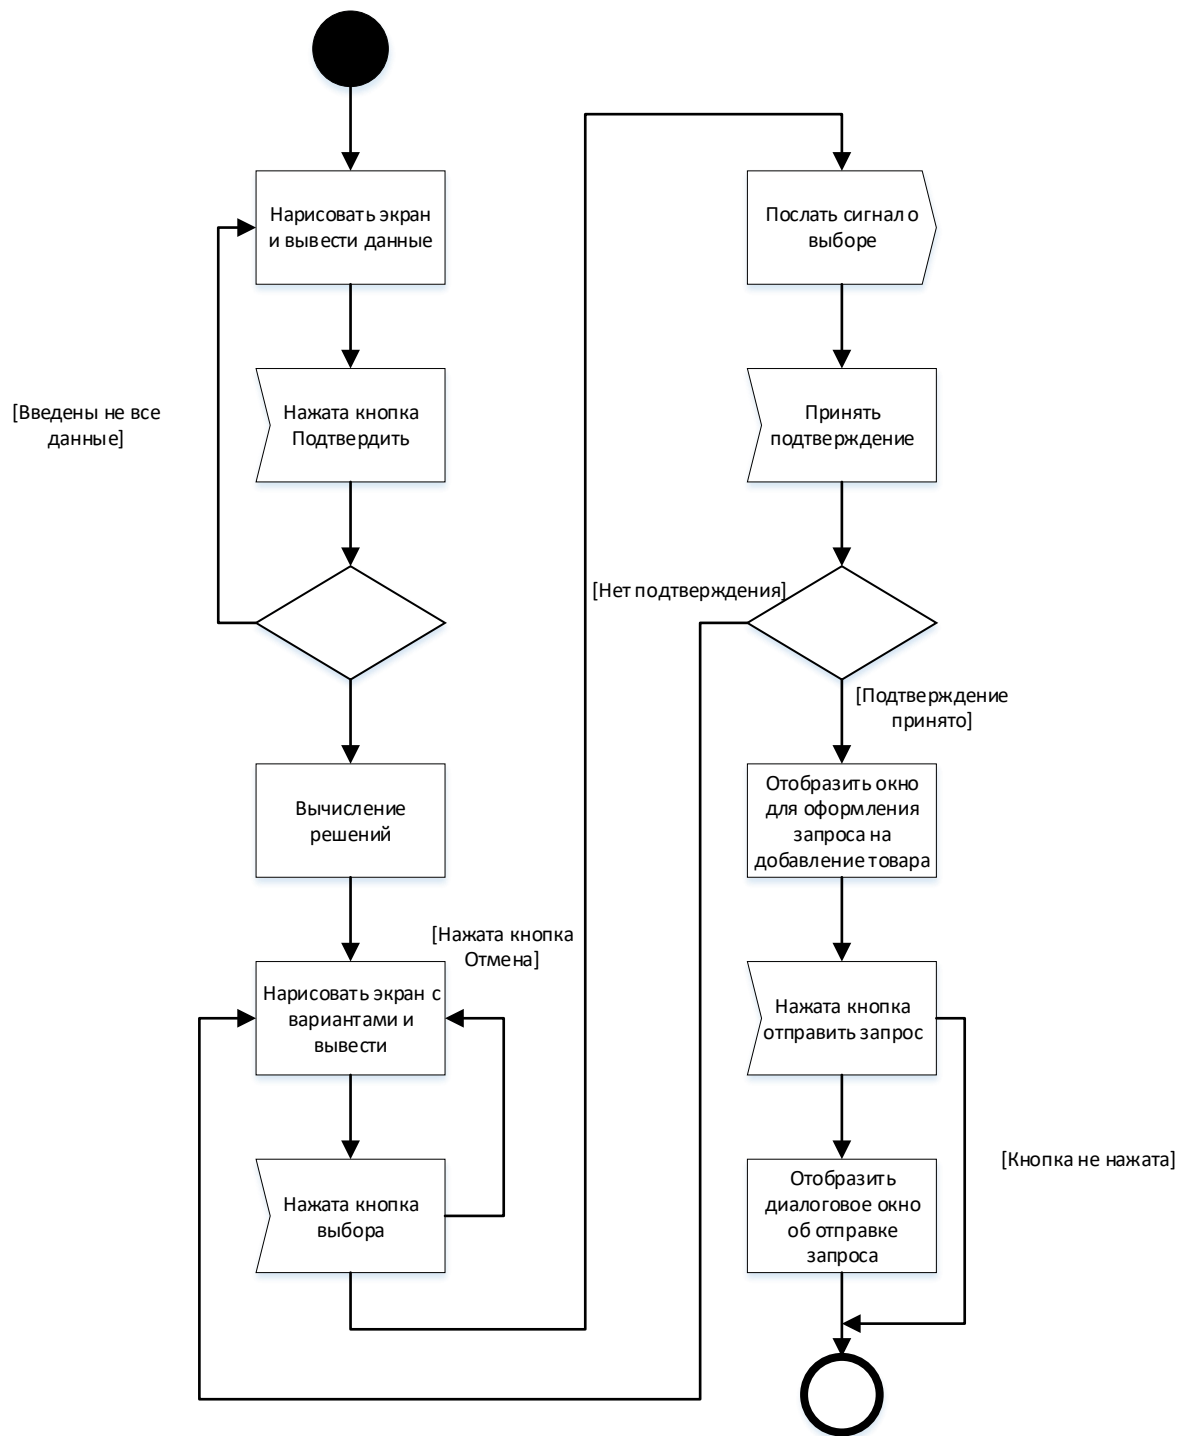 Нарисовать экран
и вывести данные
[Введены не все
данные]
Нажата кнопка
Подтвердить
Вычисление
решений
[Нажата кнопка
Отмена]
Нарисовать экран с
вариантами и
вывести
Нажата кнопка
выбора
Послать сигнал о
выборе
Принять
подтверждение
[Нет подтверждения]
[Подтверждение
принято]
Отобразить окно
для оформления
запроса на
добавление товара
Нажата кнопка
отправить запрос
[Кнопка не нажата]
Отобразить
диалоговое окно
об отправке
запроса